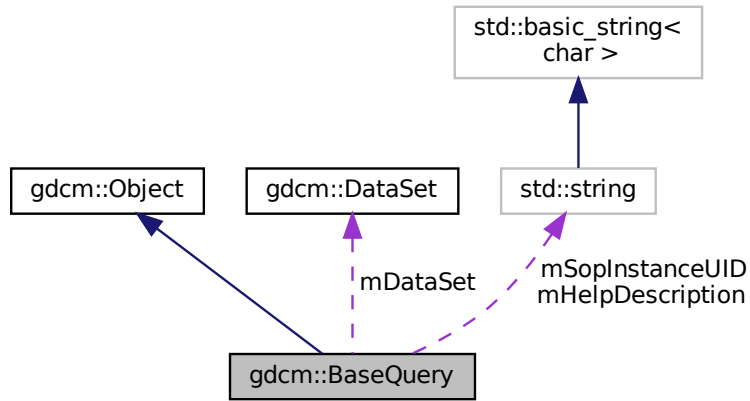 std::basic_string<
char >
gdcm::Object
gdcm::DataSet
std::string
mDataSet
mSopInstanceUID
mHelpDescription
gdcm::BaseQuery